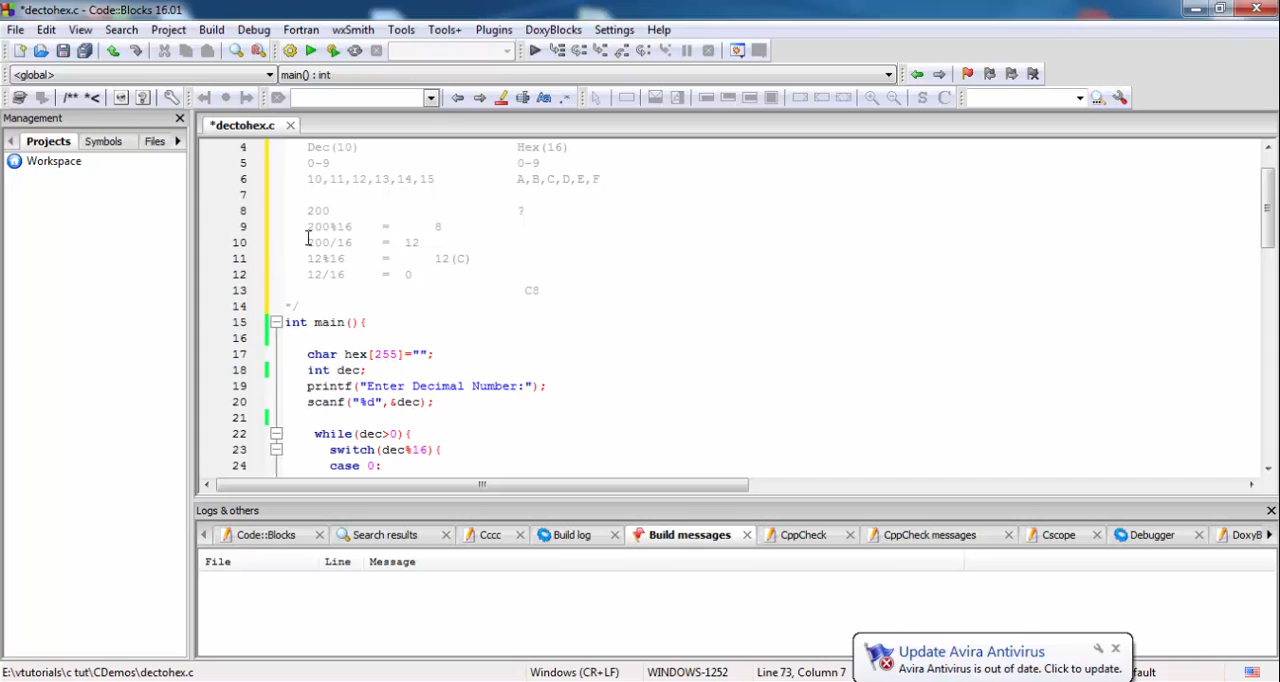 *dectohex.c - Code::Blocks 16.01
File Edit View Search Project Build Debug Fortran wxSmith Tools Tools+ Plugins DoxyBlocks Settings Help
<global> main() : int
/** *<
S C
Management
Projects Symbols Files
Workspace
*dectohex.c
4 Dec(10) Hex(16)
5 0-9 0-9
6 10,11,12,13,14,15 A,B,C,D,E,F
7
8 200 ?
9 200%16 = 8
10 200/16 = 12
11 12%16 = 12(C)
12 12/16 = 0
13 C8
14 */
15 int main(){
16
17 char hex[255]="";
18 int dec;
19 printf("Enter Decimal Number:");
20 scanf("%d",&dec);
21
22 while(dec>0){
23 switch(dec%16){
24 case 0:
Logs & others
Code::Blocks Search results Cccc Build log Build messages CppCheck CppCheck messages Cscope Debugger DoxyB
File Line Message
Update Avira Antivirus
Avira Antivirus is out of date. Click to update.
E:\vtutorials\c tut\CDemos\dectohex.c Windows (CR+LF) WINDOWS-1252 Line 73, Column 7 fault